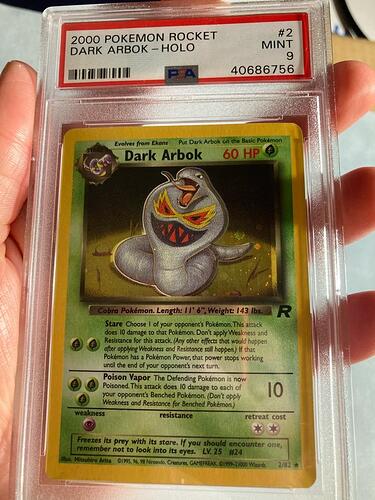 2000 POKEMON ROCKET #2
DARK ARBOK - HOLO MINT
9
PSA 40686756
Evolves from Ekans Put Dark Arbok on the Basic Pokémon
Dark Arbok 60 HP
Cobra Pokémon. Length: 11' 6", Weight: 143 lbs.
R
Stare Choose 1 of your opponent's Pokémon. This attack
does 10 damage to that Pokémon. Don't apply Weakness
and Resistance for this attack. (Any other effects that would
happen after applying Weakness and Resistance still happen.) If that
Pokémon has a Pokémon Power, that power stops working
until the end of your opponent's next turn.
Poison Vapor The Defending Pokémon is now
Poisoned. This attack does 10 damage to each of
your opponent's Benched Pokémon. (Don't apply
Weakness and Resistance for Benched Pokémon.)
10
weakness resistance retreat cost
Freezes its prey with its stare. If you should encounter one,
remember not to look into its eyes. LV. 25 #24
Illus. Mitsuhiro Arita ©1995, 96, 98 Nintendo, Creatures, GAMEFREAK. ©1999-2000 Wizards. 2/82